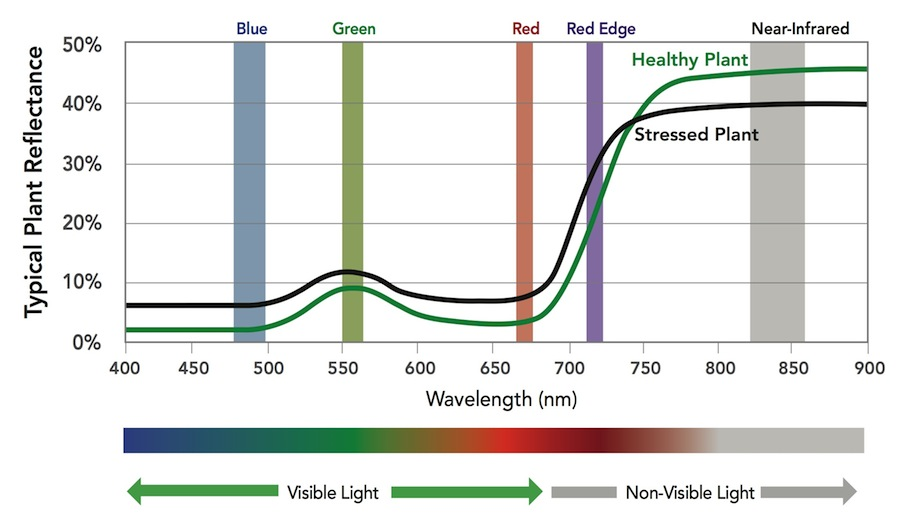 Blue Green Red Red Edge Near-Infrared
50%
Healthy Plant
40%
Stressed Plant
30%
20%
10%
0%
Typical Plant Reflectance
400 450 500 550 600 650 700 750 800 850 900
Wavelength (nm)
Visible Light Non-Visible Light